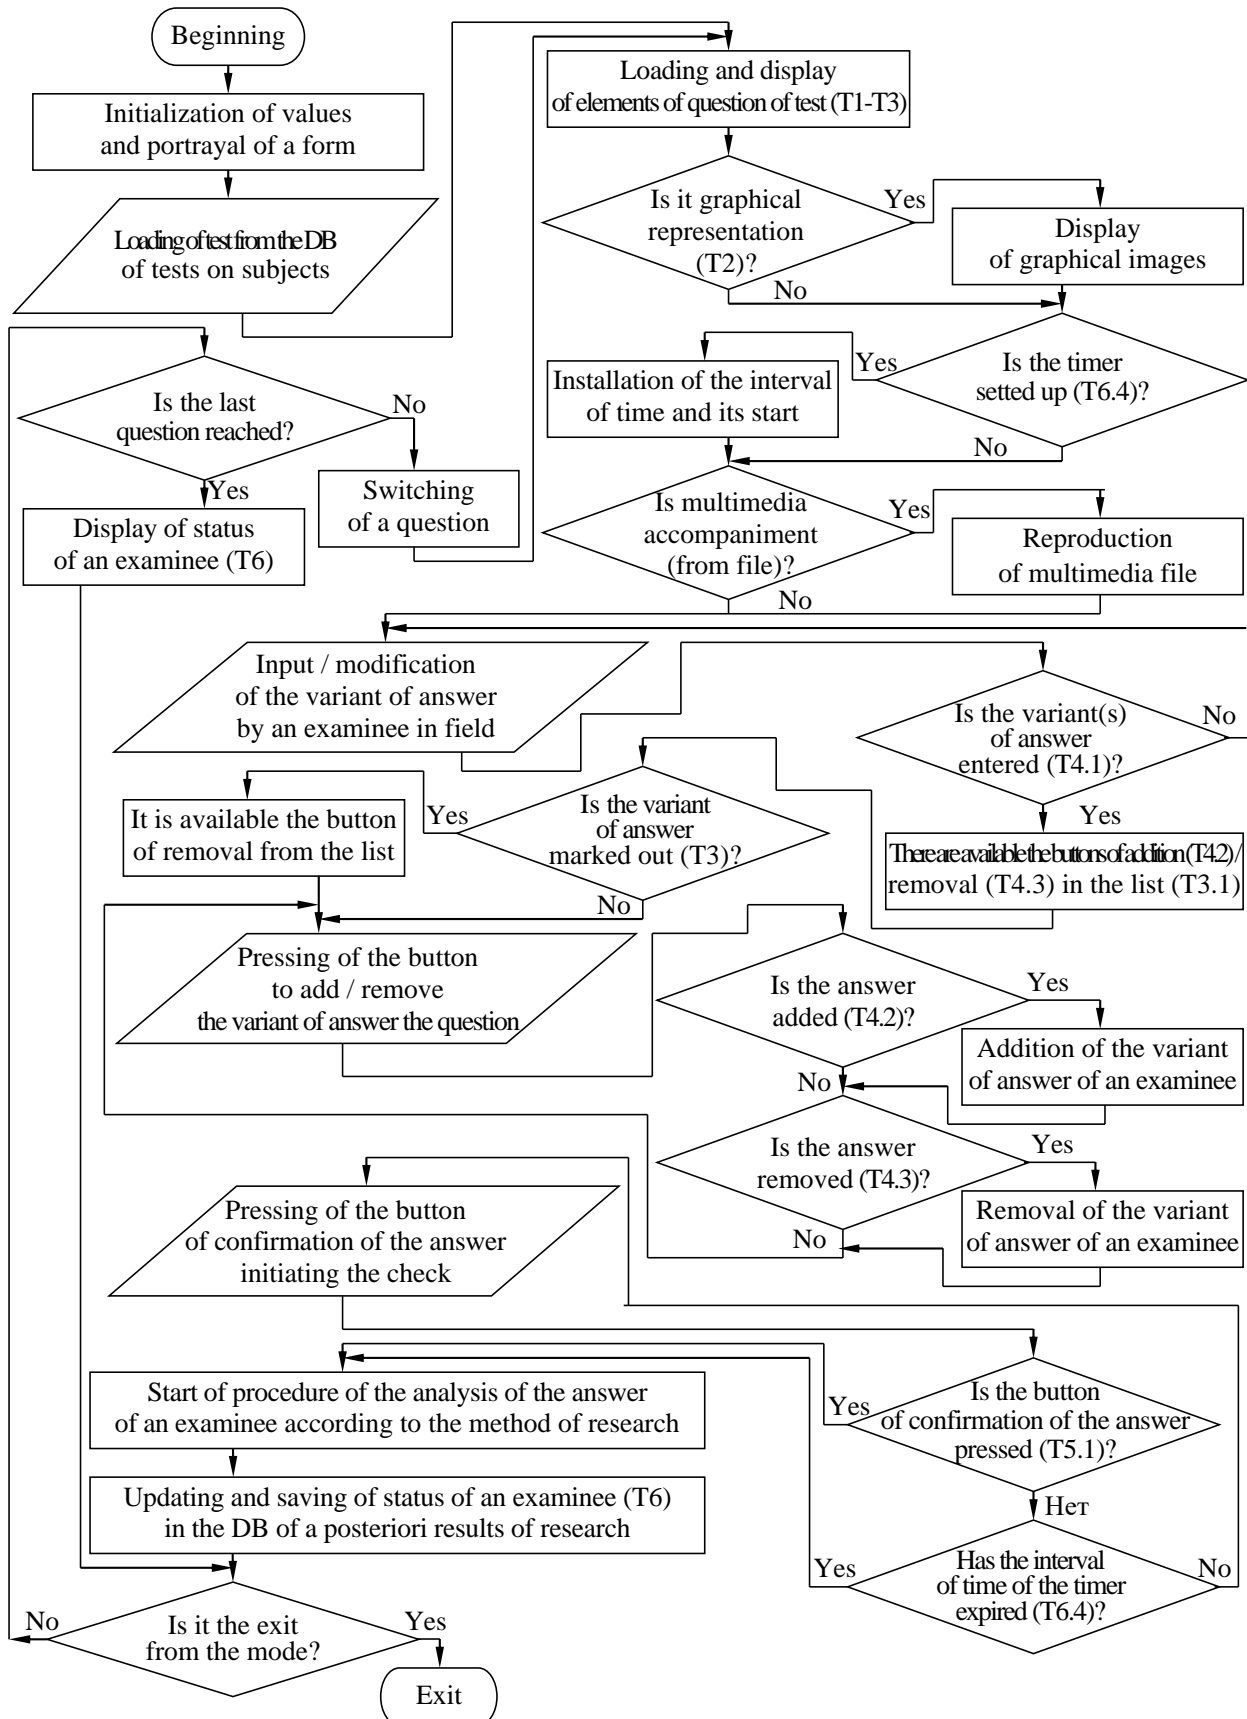 Beginning
Initialization of values
and portrayal of a form
Loading of test from the DB
of tests on subjects
Loading and display
of elements of question of test (T1-T3)
Is it graphical
representation
(T2)?
Yes
No
Display
of graphical images
Is the timer
setted up (T6.4)?
Yes
No
Installation of the interval
of time and its start
Is multimedia
accompaniment
(from file)?
Yes
No
Reproduction
of multimedia file
Is the last
question reached?
No
Yes
Switching
of a question
Display of status
of an examinee (T6)
Input / modification
of the variant of answer
by an examinee in field
Is the variant(s)
of answer
entered (T4.1)?
No
Yes
There are available the buttons of addition (T4.2) /
removal (T4.3) in the list (T3.1)
Is the variant
of answer
marked out (T3)?
Yes
No
It is available the button
of removal from the list
Pressing of the button
to add / remove
the variant of answer the question
Is the answer
added (T4.2)?
Yes
No
Addition of the variant
of answer of an examinee
Is the answer
removed (T4.3)?
Yes
No
Removal of the variant
of answer of an examinee
Pressing of the button
of confirmation of the answer
initiating the check
Is the button
of confirmation of the answer
pressed (T5.1)?
Yes
Нет
Start of procedure of the analysis of the answer
of an examinee according to the method of research
Updating and saving of status of an examinee (T6)
in the DB of a posteriori results of research
Has the interval
of time of the timer
expired (T6.4)?
Yes
No
Is it the exit
from the mode?
No
Yes
Exit